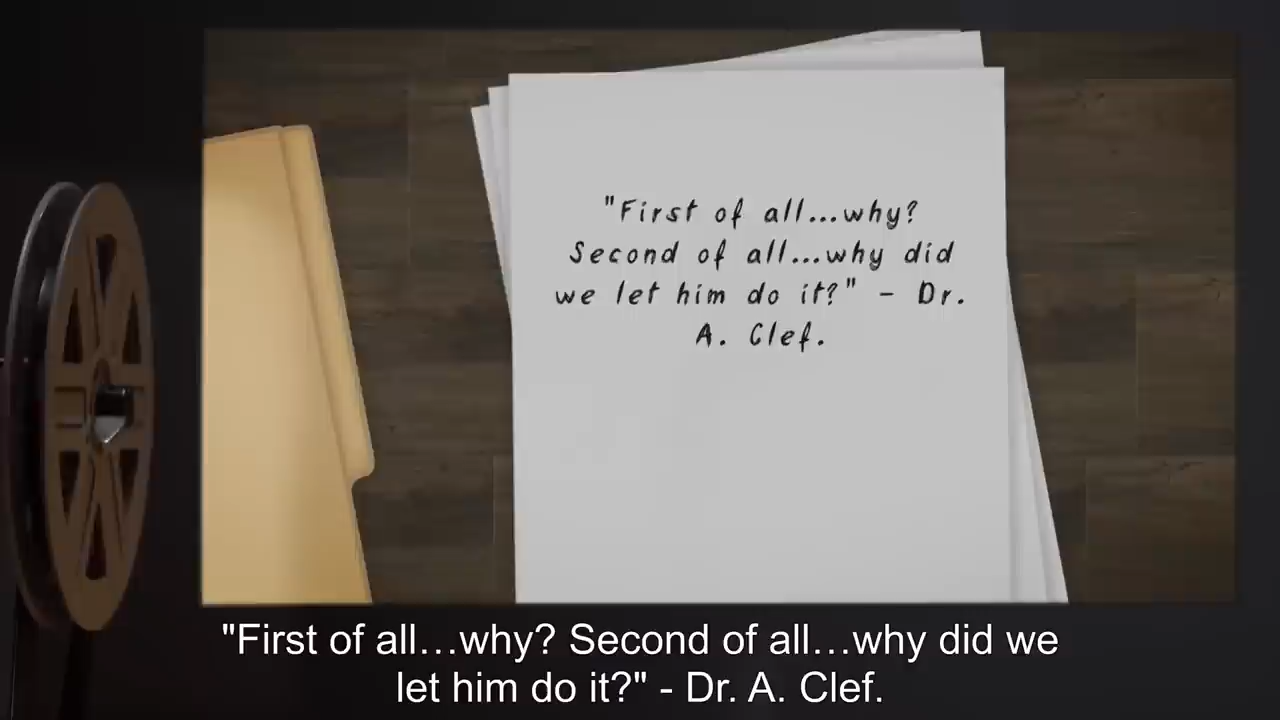 "First of all...why?
Second of all...why did
we let him do it?" - Dr.
A. Clef.
"First of all…why? Second of all…why did we
let him do it?" - Dr. A. Clef.